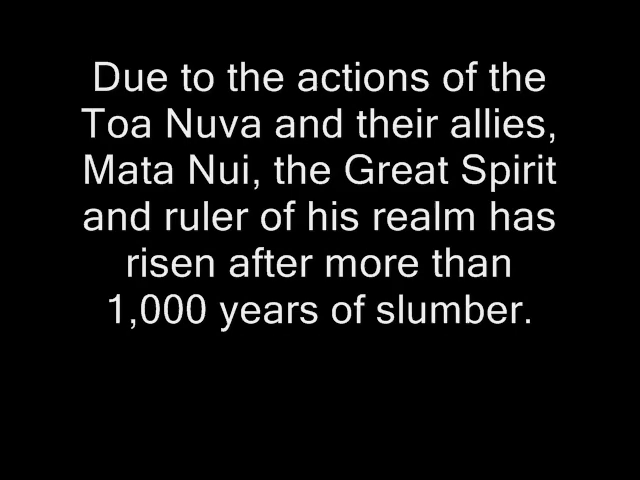 Due to the actions of the
Toa Nuva and their allies,
Mata Nui, the Great Spirit
and ruler of his realm has
risen after more than
1,000 years of slumber.